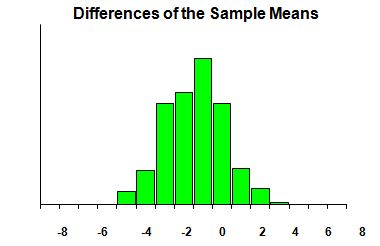 Differences of the Sample Means
-8 -6 -4 -2 0 2 4 6 8